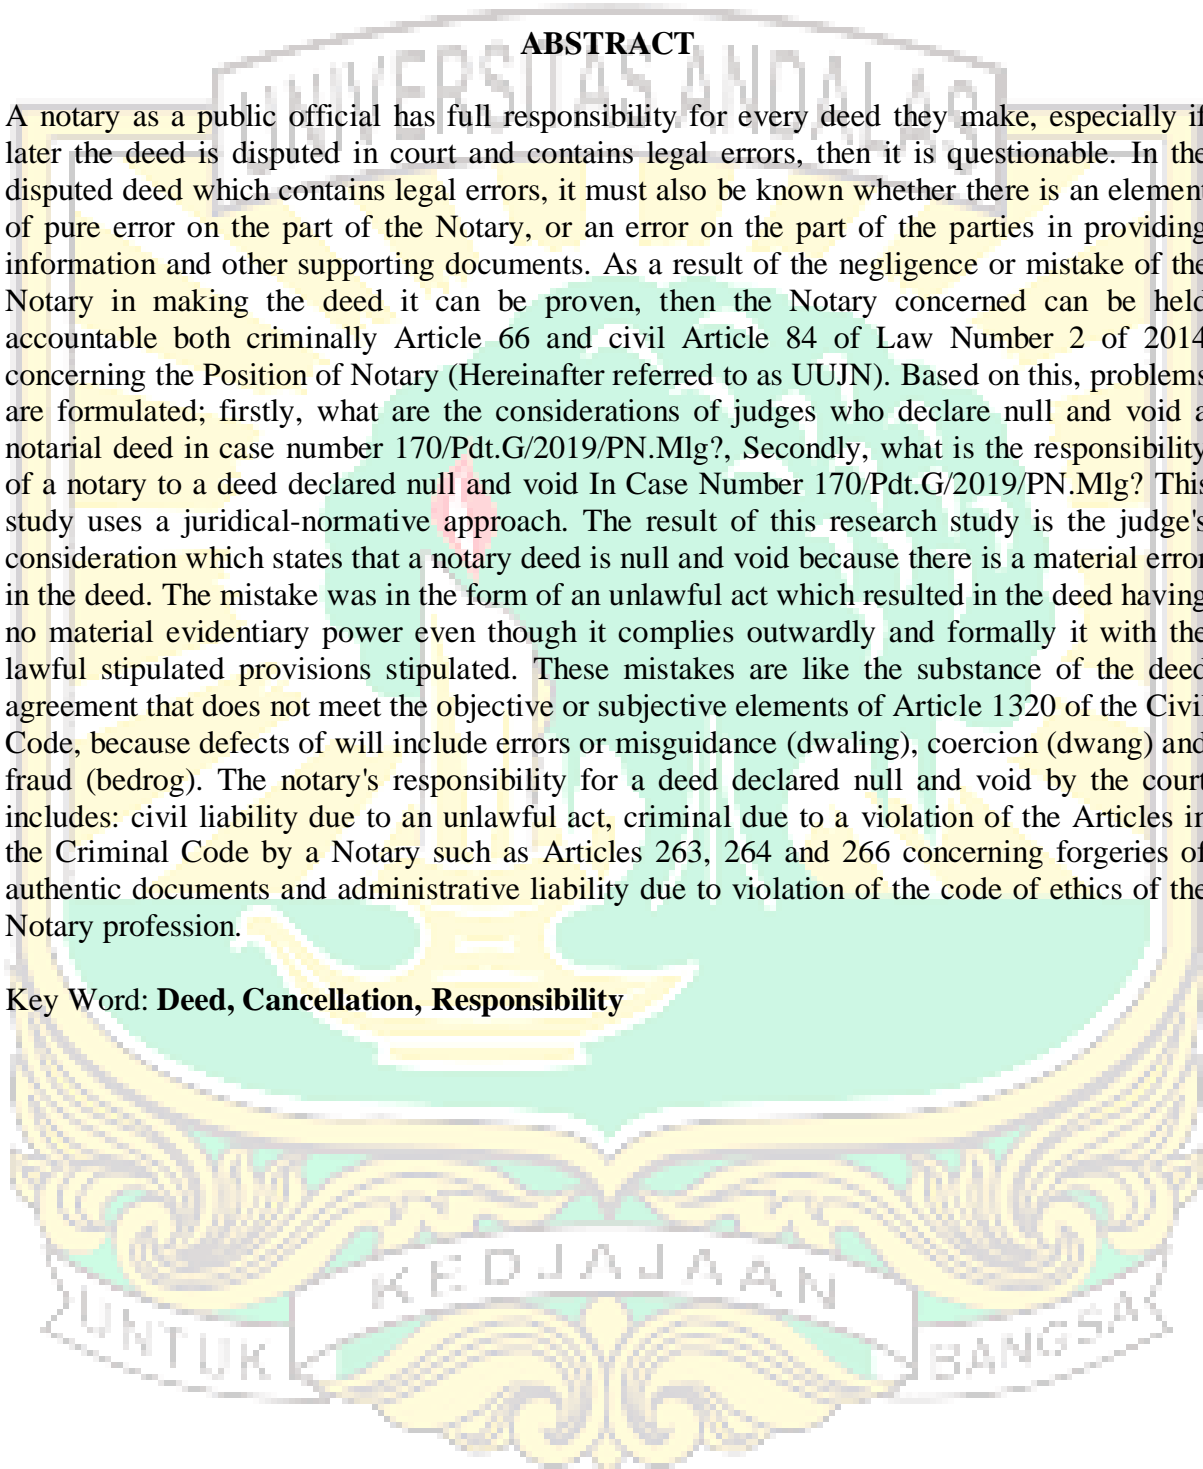 UNIVERSITAS ANDALAS
ABSTRACT
A notary as a public official has full responsibility for every deed they make, especially if
later the deed is disputed in court and contains legal errors, then it is questionable. In the
disputed deed which contains legal errors, it must also be known whether there is an element
of pure error on the part of the Notary, or an error on the part of the parties in providing
information and other supporting documents. As a result of the negligence or mistake of the
Notary in making the deed it can be proven, then the Notary concerned can be held
accountable both criminally Article 66 and civil Article 84 of Law Number 2 of 2014
concerning the Position of Notary (Hereinafter referred to as UUJN). Based on this, problems
are formulated; firstly, what are the considerations of judges who declare null and void a
notarial deed in case number 170/Pdt.G/2019/PN.Mlg?, Secondly, what is the responsibility
of a notary to a deed declared null and void In Case Number 170/Pdt.G/2019/PN.Mlg? This
study uses a juridical-normative approach. The result of this research study is the judge's
consideration which states that a notary deed is null and void because there is a material error
in the deed. The mistake was in the form of an unlawful act which resulted in the deed having
no material evidentiary power even though it complies outwardly and formally it with the
lawful stipulated provisions stipulated. These mistakes are like the substance of the deed
agreement that does not meet the objective or subjective elements of Article 1320 of the Civil
Code, because defects of will include errors or misguidance (dwaling), coercion (dwang) and
fraud (bedrog). The notary's responsibility for a deed declared null and void by the court
includes: civil liability due to an unlawful act, criminal due to a violation of the Articles in
the Criminal Code by a Notary such as Articles 263, 264 and 266 concerning forgeries of
authentic documents and administrative liability due to violation of the code of ethics of the
Notary profession.
Key Word: Deed, Cancellation, Responsibility
UNTUK KEDJAJAAN BANGSA